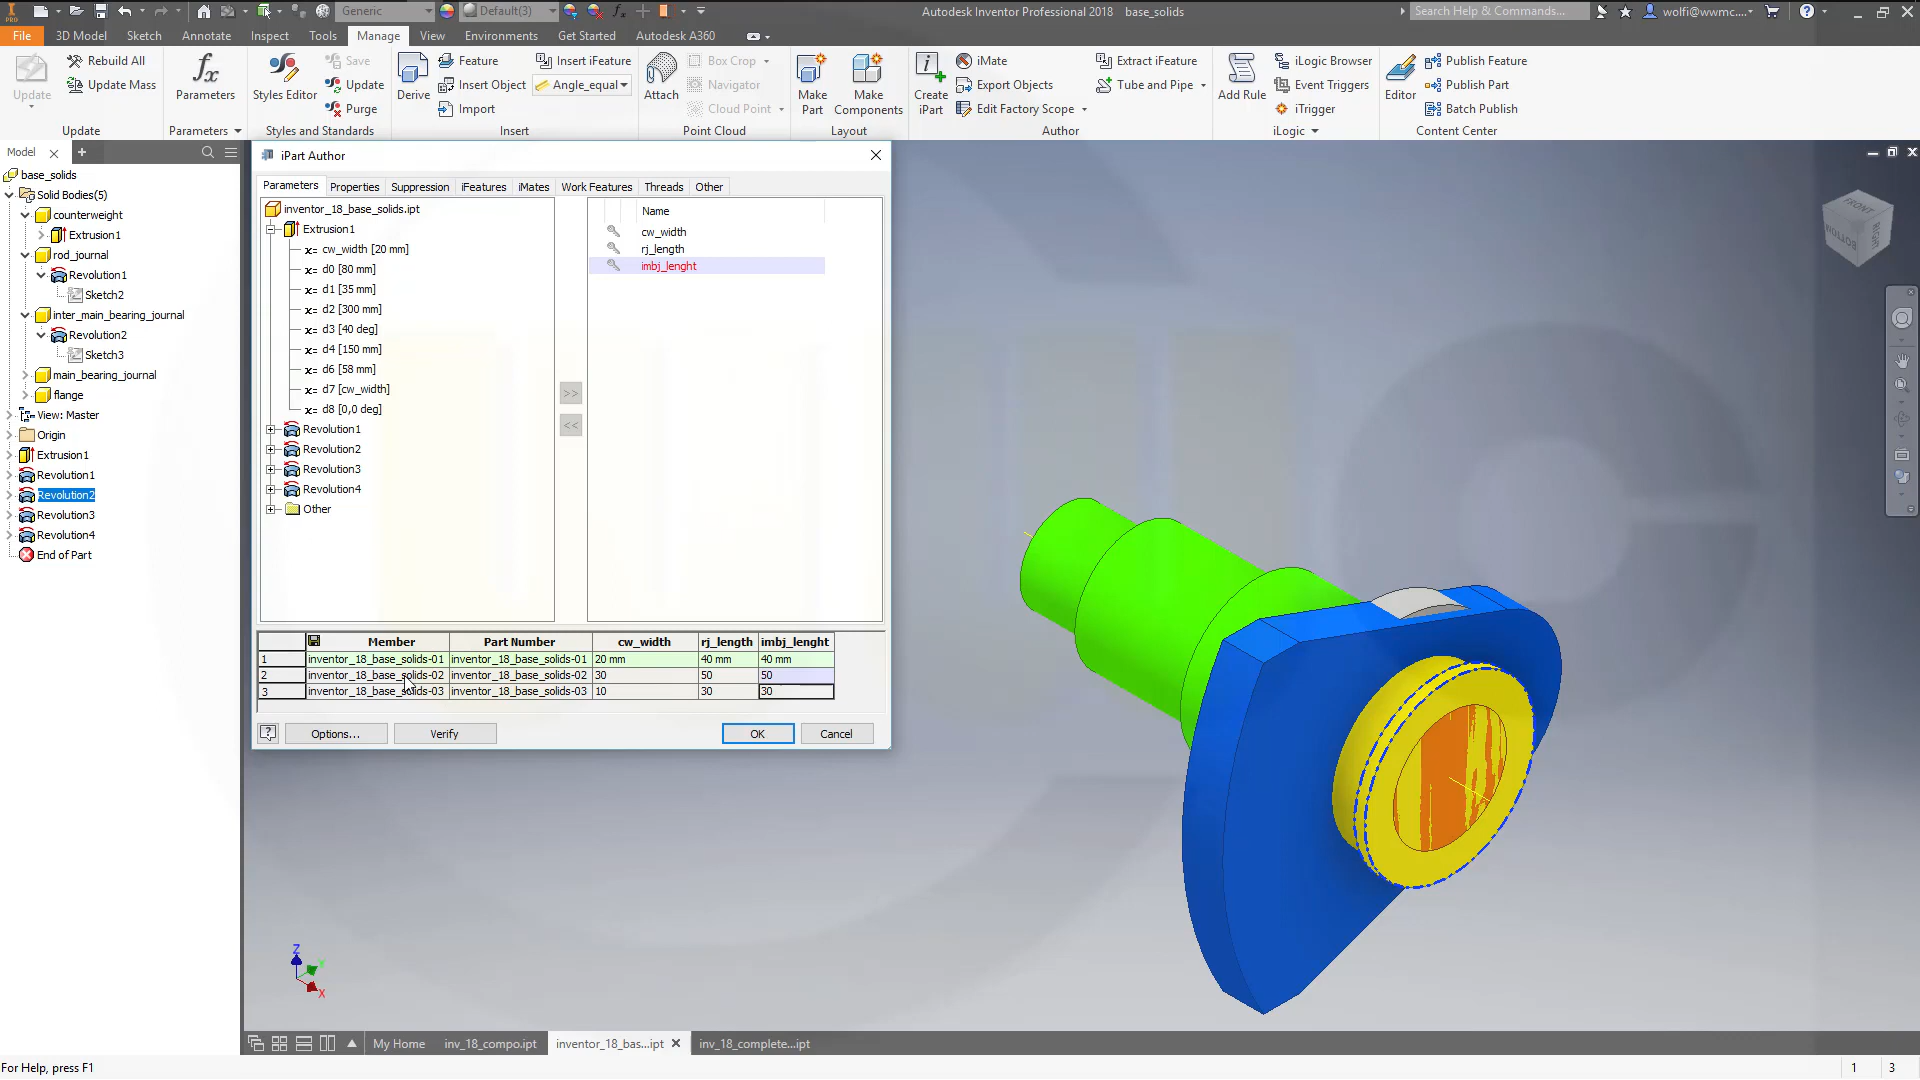 Generic
Default(3)
Autodesk Inventor Professional 2018 base_solids
Search Help & Commands...
wolfi@wwmc....
PRO
File
3D Model
Sketch
Annotate
Inspect
Tools
Manage
View
Environments
Get Started
Autodesk A360
Update
Rebuild All
Update Mass
Update
Parameters
Parameters
Styles Editor
Save
Update
Purge
Styles and Standards
Derive
Feature
Insert Object
Import
Insert iFeature
Angle_equal
Insert
Attach
Box Crop
Navigator
Cloud Point
Point Cloud
Make Part
Make Components
Layout
Create iPart
iMate
Export Objects
Edit Factory Scope
Extract iFeature
Tube and Pipe
Author
Add Rule
iLogic Browser
Event Triggers
iTrigger
iLogic
Editor
Publish Feature
Publish Part
Batch Publish
Content Center
Model
base_solids
Solid Bodies(5)
counterweight
Extrusion1
rod_journal
Revolution1
Sketch2
inter_main_bearing_journal
Revolution2
Sketch3
main_bearing_journal
flange
View: Master
Origin
Extrusion1
Revolution1
Revolution2
Revolution3
Revolution4
End of Part
iPart Author
Parameters
Properties
Suppression
iFeatures
iMates
Work Features
Threads
Other
inventor_18_base_solids.ipt
Extrusion1
x= cw_width [20 mm]
x= d0 [80 mm]
x= d1 [35 mm]
x= d2 [300 mm]
x= d3 [40 deg]
x= d4 [150 mm]
x= d6 [58 mm]
x= d7 [cw_width]
x= d8 [0,0 deg]
Revolution1
Revolution2
Revolution3
Revolution4
Other
>>
<<
Name
cw_width
rj_length
imbj_lenght
Member Part Number cw_width rj_length imbj_lenght
1 inventor_18_base_solids-01 inventor_18_base_solids-01 20 mm 40 mm 40 mm
2 inventor_18_base_solids-02 inventor_18_base_solids-02 30 50 50
3 inventor_18_base_solids-03 inventor_18_base_solids-03 10 30 30
Options...
Verify
OK
Cancel
FRONT
RIGHT
BOTTOM
Z
X
My Home
inv_18_compo.ipt
inventor_18_bas...ipt
inv_18_complete...ipt
For Help, press F1
1
3